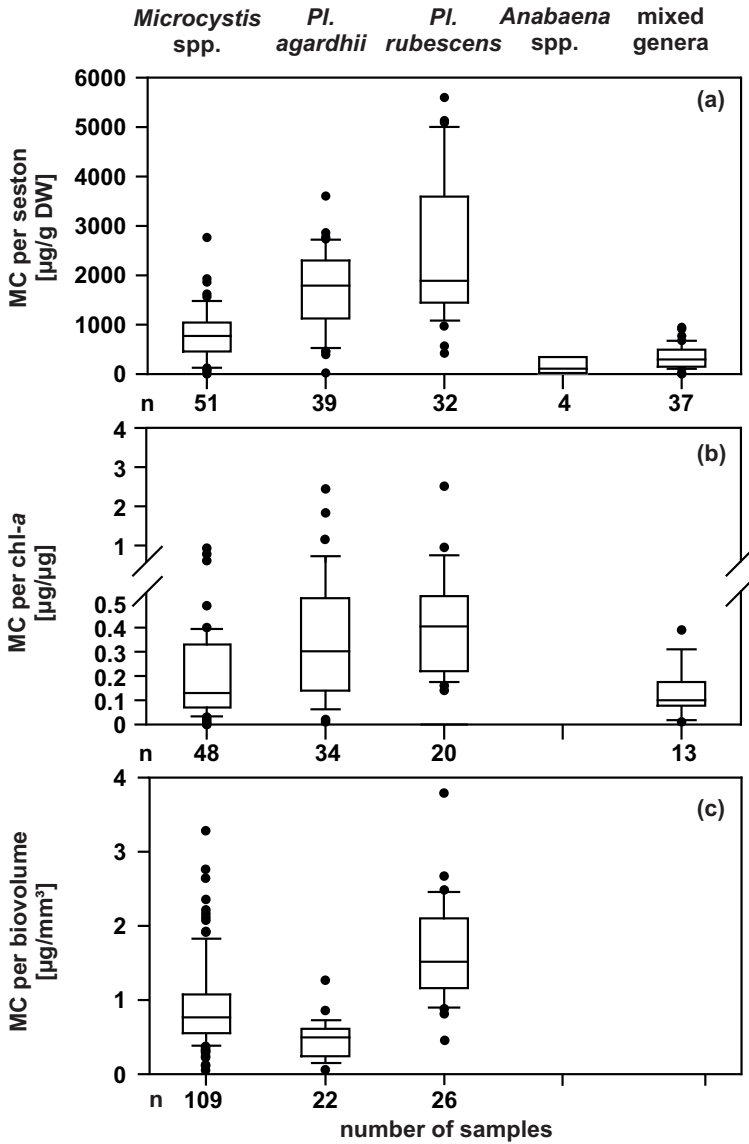 Microcystis spp.
Pl. agardhii
Pl. rubescens
Anabaena spp.
mixed genera
(a)
MC per seston
[µg/g DW]
6000
5000
4000
3000
2000
1000
0
n 51 39 32 4 37
(b)
MC per chl-a
[µg/µg]
4
3
2
1
0.5
0.4
0.3
0.2
0.1
0
n 48 34 20 13
(c)
MC per biovolume
[µg/mm³]
4
3
2
1
0
n 109 22 26
number of samples